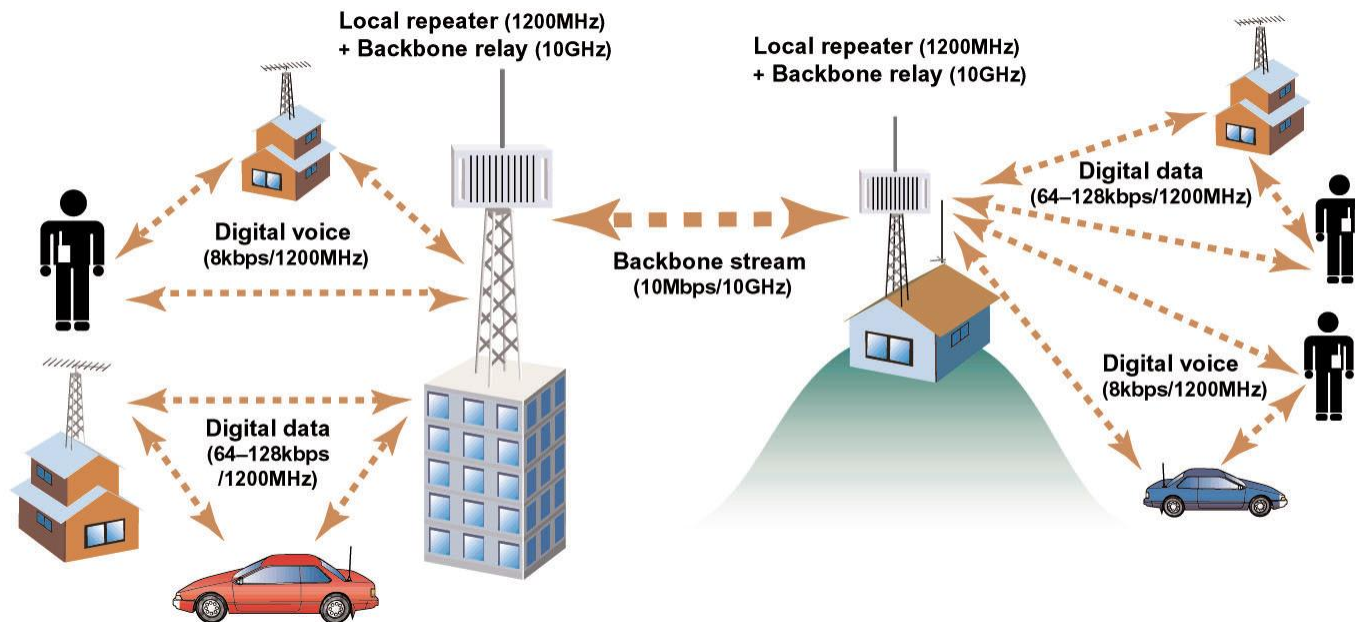 Local repeater (1200MHz)
+ Backbone relay (10GHz)
Local repeater (1200MHz)
+ Backbone relay (10GHz)
Digital voice
(8kbps/1200MHz)
Backbone stream
(10Mbps/10GHz)
Digital data
(64–128kbps/1200MHz)
Digital data
(64–128kbps
/1200MHz)
Digital voice
(8kbps/1200MHz)